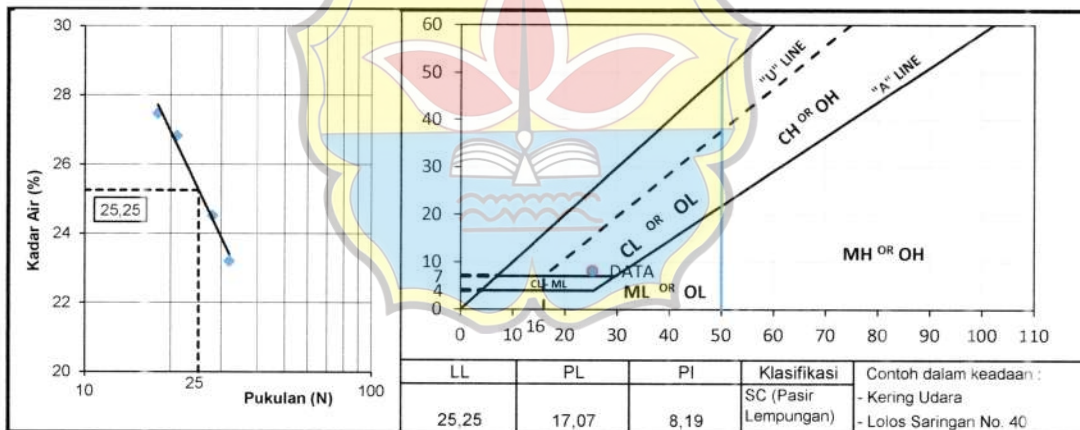 30
28
26
24
22
20
Kadar Air (%)
25,25
10
25
100
Pukulan (N)
60
50
40
30
20
10
7
4
0
"U" LINE
"A" LINE
CH OR OH
CL OR OL
DATA
CL-ML
ML OR OL
MH OR OH
0
10
16
20
30
40
50
60
70
80
90
100
110
LL
PL
PI
Klasifikasi
Contoh dalam keadaan :
25,25
17,07
8,19
SC (Pasir
Lempungan)
- Kering Udara
- Lolos Saringan No. 40